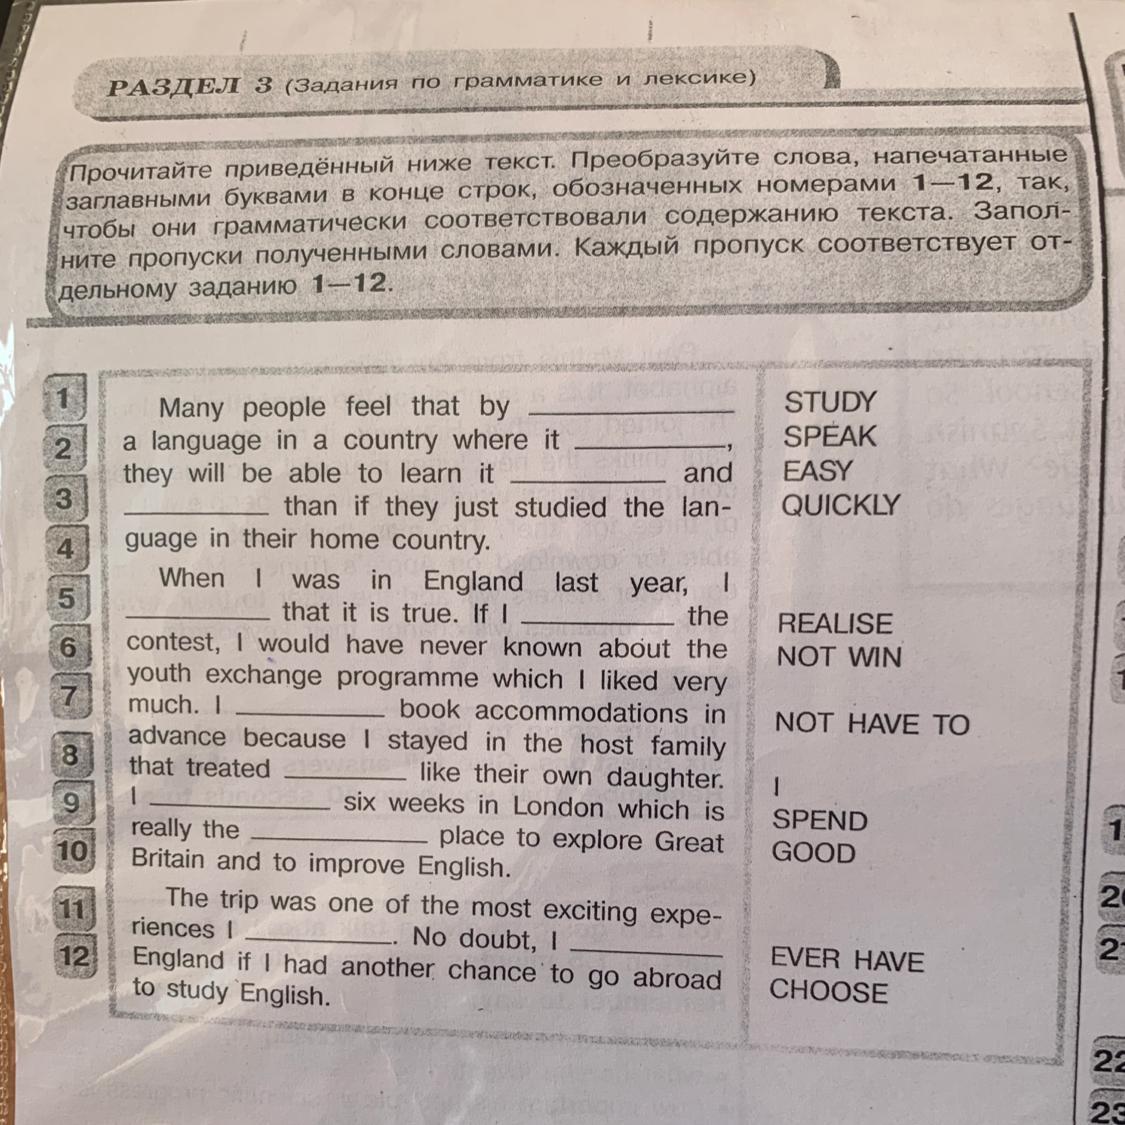 РАЗДЕЛ 3 (Задания по грамматике и лексике)
Прочитайте приведённый ниже текст. Преобразуйте слова, напечатанные
заглавными буквами в конце строк, обозначенных номерами 1—12, так,
чтобы они грамматически соответствовали содержанию текста. Запол-
ните пропуски полученными словами. Каждый пропуск соответствует от-
дельному заданию 1—12.
1 Many people feel that by ____________ STUDY
2 a language in a country where it ____________, SPEAK
they will be able to learn it ____________ and EASY
3 ____________ than if they just studied the lan- QUICKLY
4 guage in their home country.
When I was in England last year, I
5 ____________ that it is true. If I ____________ the REALISE
6 contest, I would have never known about the NOT WIN
7 youth exchange programme which I liked very
much. I ____________ book accommodations in NOT HAVE TO
8 advance because I stayed in the host family
that treated ____________ like their own daughter. I
9 I ____________ six weeks in London which is SPEND
10 really the ____________ place to explore Great GOOD
Britain and to improve English.
11 The trip was one of the most exciting expe-
riences I ____________. No doubt, I ____________ EVER HAVE
12 England if I had another chance to go abroad CHOOSE
to study English.
1
20
21
22
23